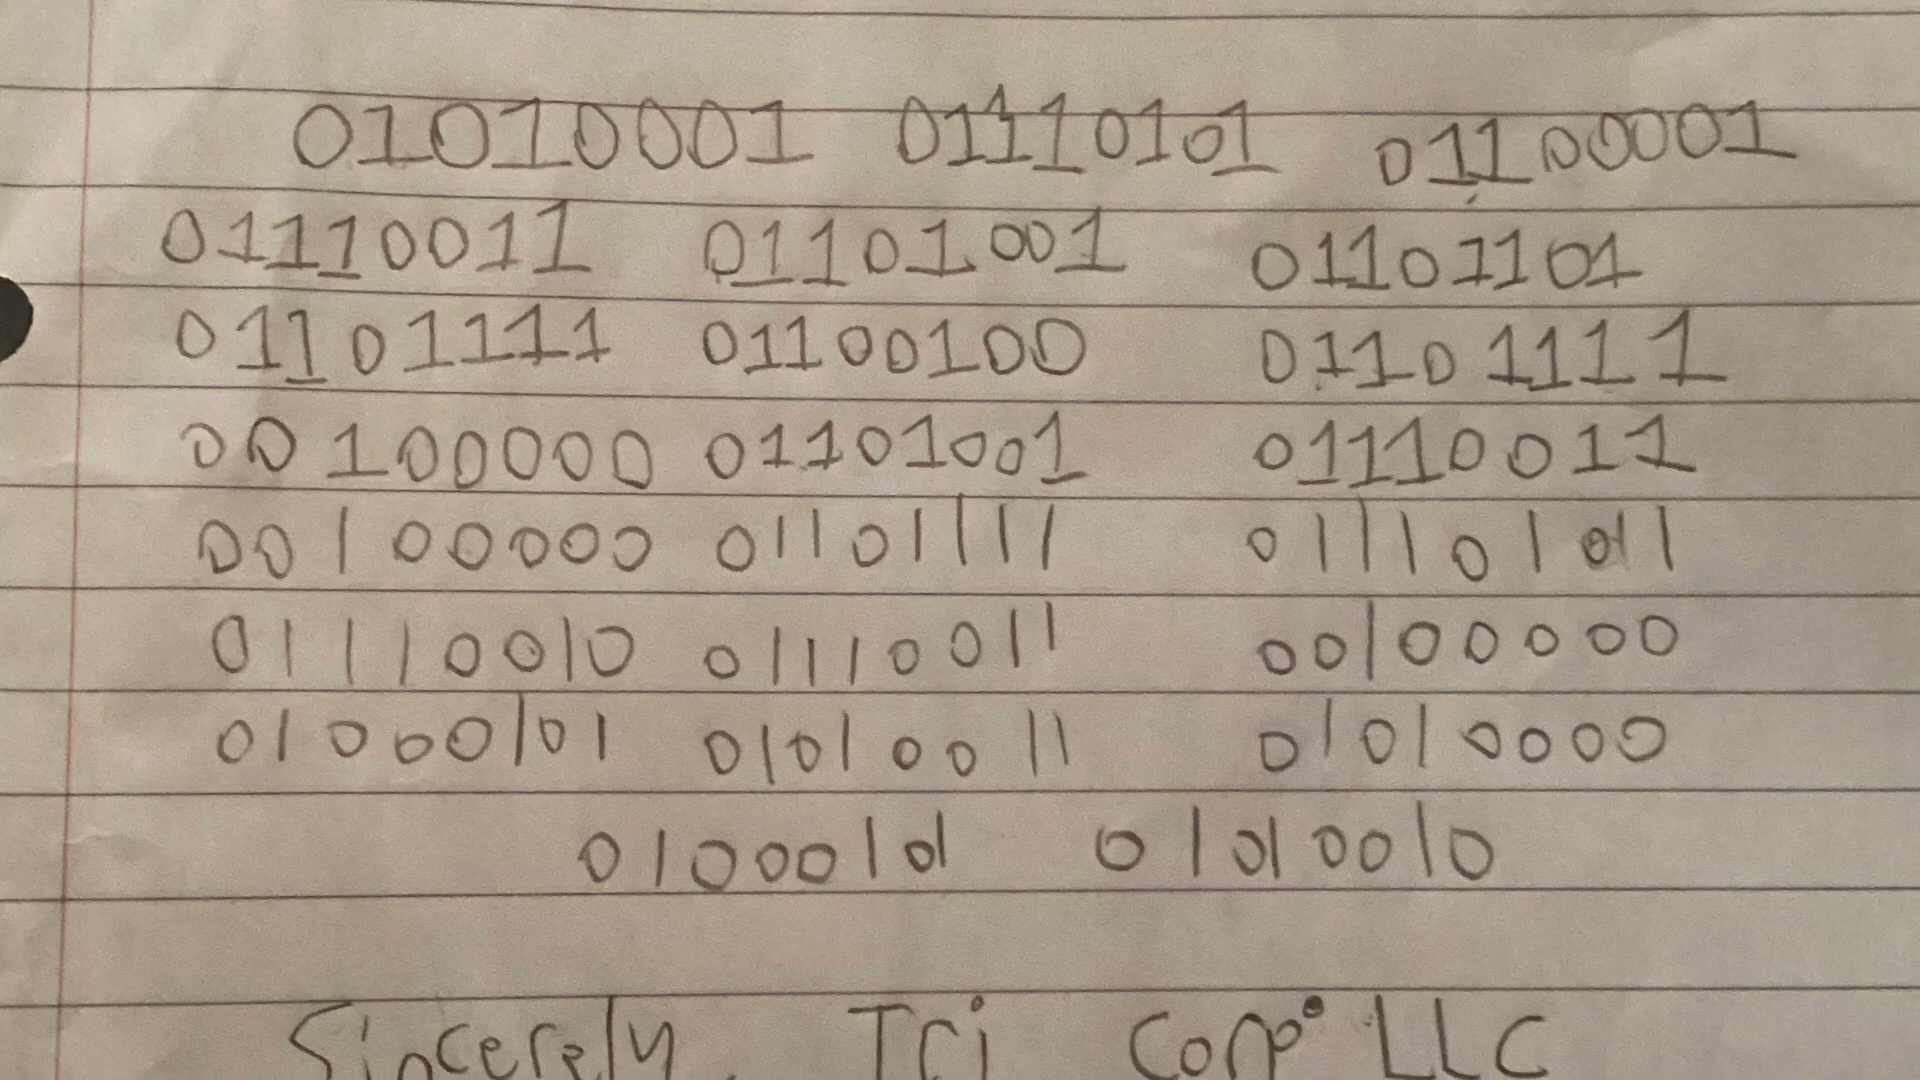 01010001 01110101 01100001
01110011 01101001 01101101
01101111 01100100 01101111
00100000 01101001 01110011
00100000 01101111 01110101 1
01110010 01110011 00100000
01000101 01010011 01010000
01000101 01010010
Sincerely, Tri Corp. LLC